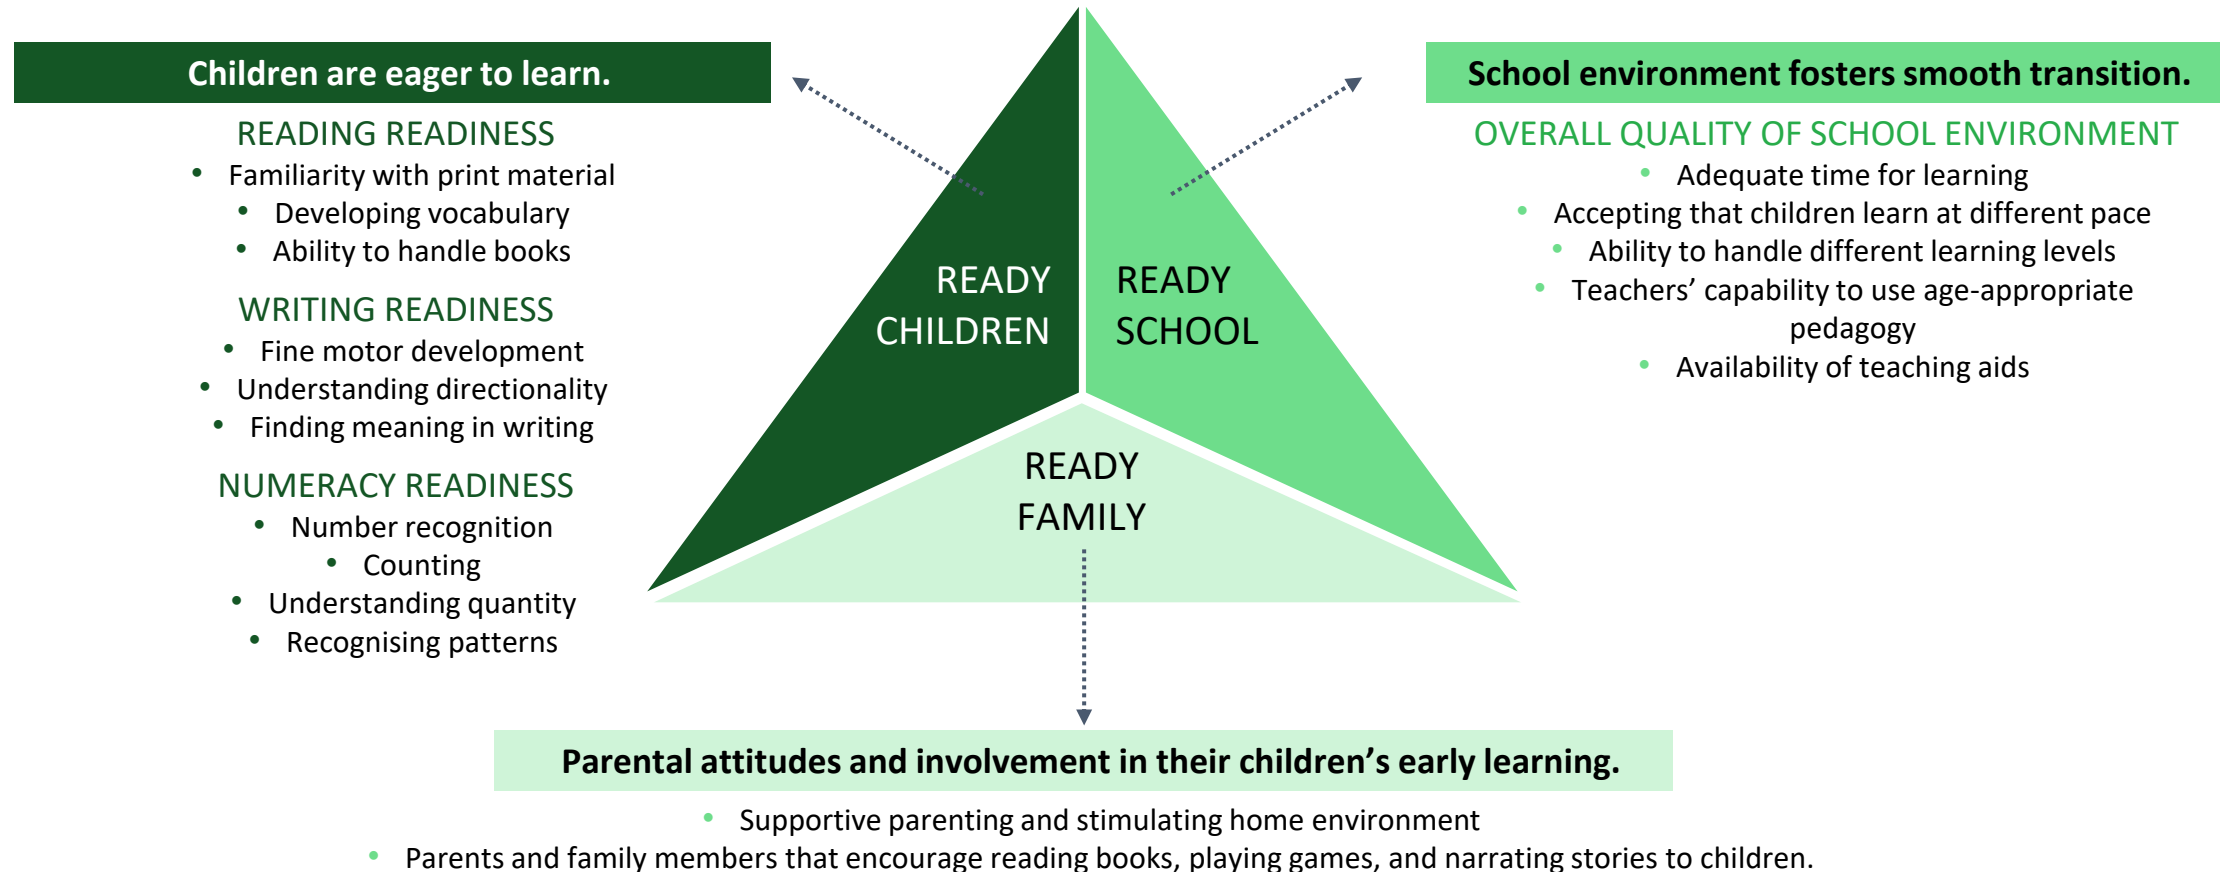 Children are eager to learn.
READING READINESS
• Familiarity with print material
• Developing vocabulary
• Ability to handle books
WRITING READINESS
• Fine motor development
• Understanding directionality
• Finding meaning in writing
NUMERACY READINESS
• Number recognition
• Counting
• Understanding quantity
• Recognising patterns
READY
CHILDREN
READY
SCHOOL
READY
FAMILY
School environment fosters smooth transition.
OVERALL QUALITY OF SCHOOL ENVIRONMENT
• Adequate time for learning
• Accepting that children learn at different pace
• Ability to handle different learning levels
• Teachers’ capability to use age-appropriate
pedagogy
• Availability of teaching aids
Parental attitudes and involvement in their children’s early learning.
• Supportive parenting and stimulating home environment
• Parents and family members that encourage reading books, playing games, and narrating stories to children.